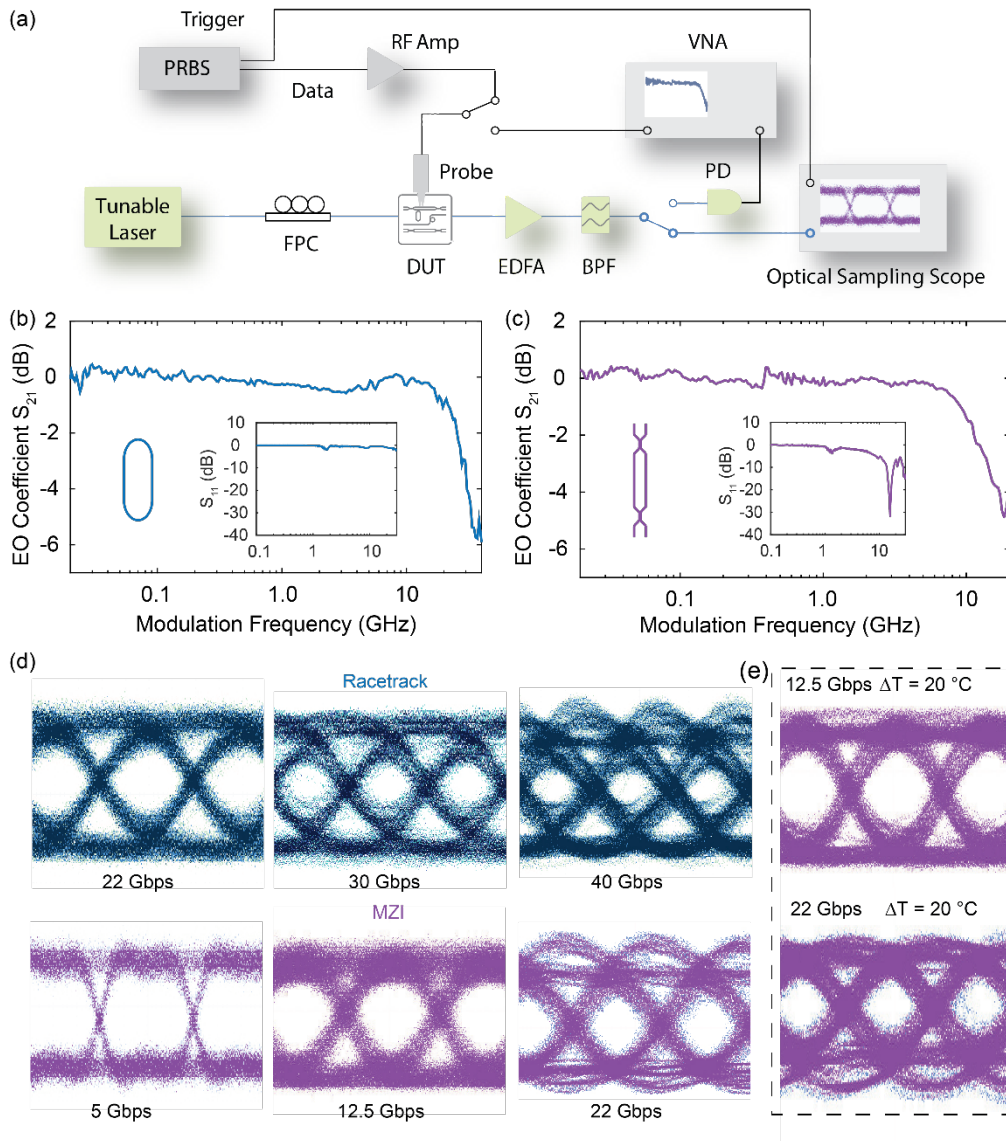 (a)
Trigger
PRBS
Data
RF Amp
VNA
Probe
PD
Tunable
Laser
FPC
DUT
EDFA
BPF
Optical Sampling Scope
(b)
2
0
-2
-4
-6
EO Coefficient S21 (dB)
10
0
-10
-20
-30
-40
S11 (dB)
0.1
1
10
0.1
1.0
10
Modulation Frequency (GHz)
(c)
2
0
-2
-4
-6
EO Coefficient S21 (dB)
10
0
-10
-20
-30
-40
S11 (dB)
0.1
1
10
0.1
1.0
10
Modulation Frequency (GHz)
(d)
Racetrack
22 Gbps
30 Gbps
40 Gbps
MZI
5 Gbps
12.5 Gbps
22 Gbps
(e)
12.5 Gbps ΔT = 20 °C
22 Gbps ΔT = 20 °C